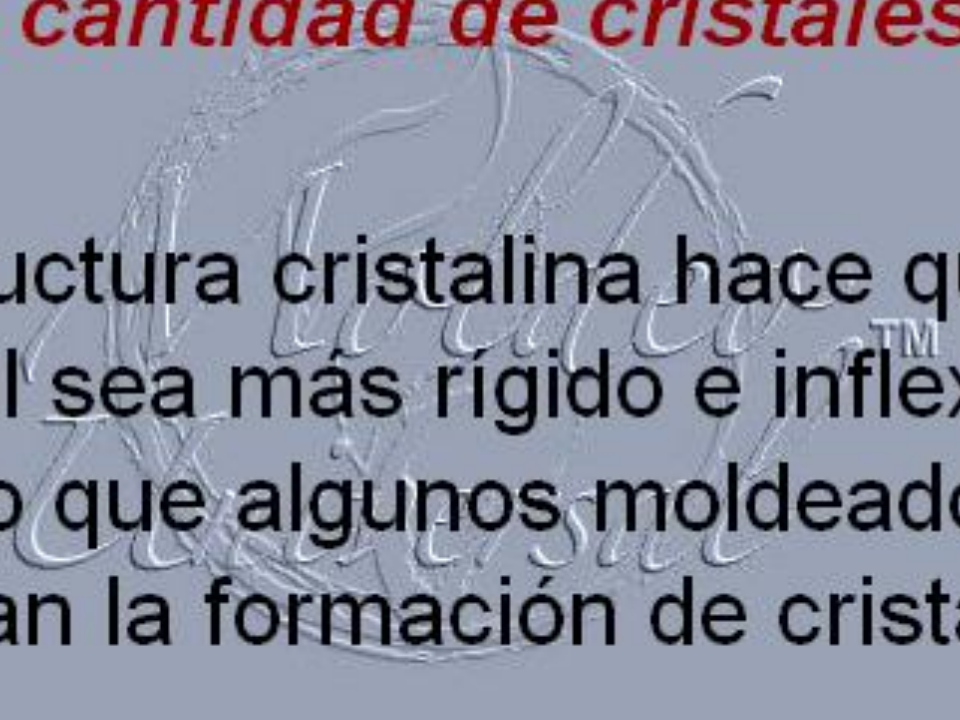 cantidad de cristales
uctura cristalina hace qu
l sea más rígido e inflex
o que algunos moldeado
an la formación de crista
TM